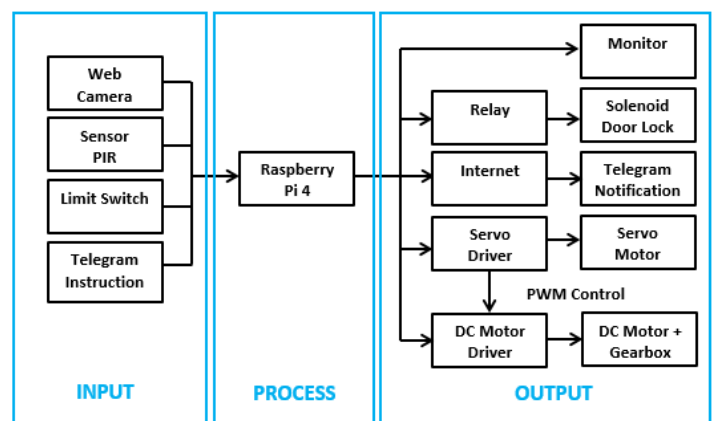 Web
Camera
Sensor
PIR
Limit Switch
Telegram
Instruction
INPUT
Raspberry
Pi 4
PROCESS
Monitor
Relay
Solenoid
Door Lock
Internet
Telegram
Notification
Servo
Driver
Servo
Motor
PWM Control
DC Motor
Driver
DC Motor +
Gearbox
OUTPUT